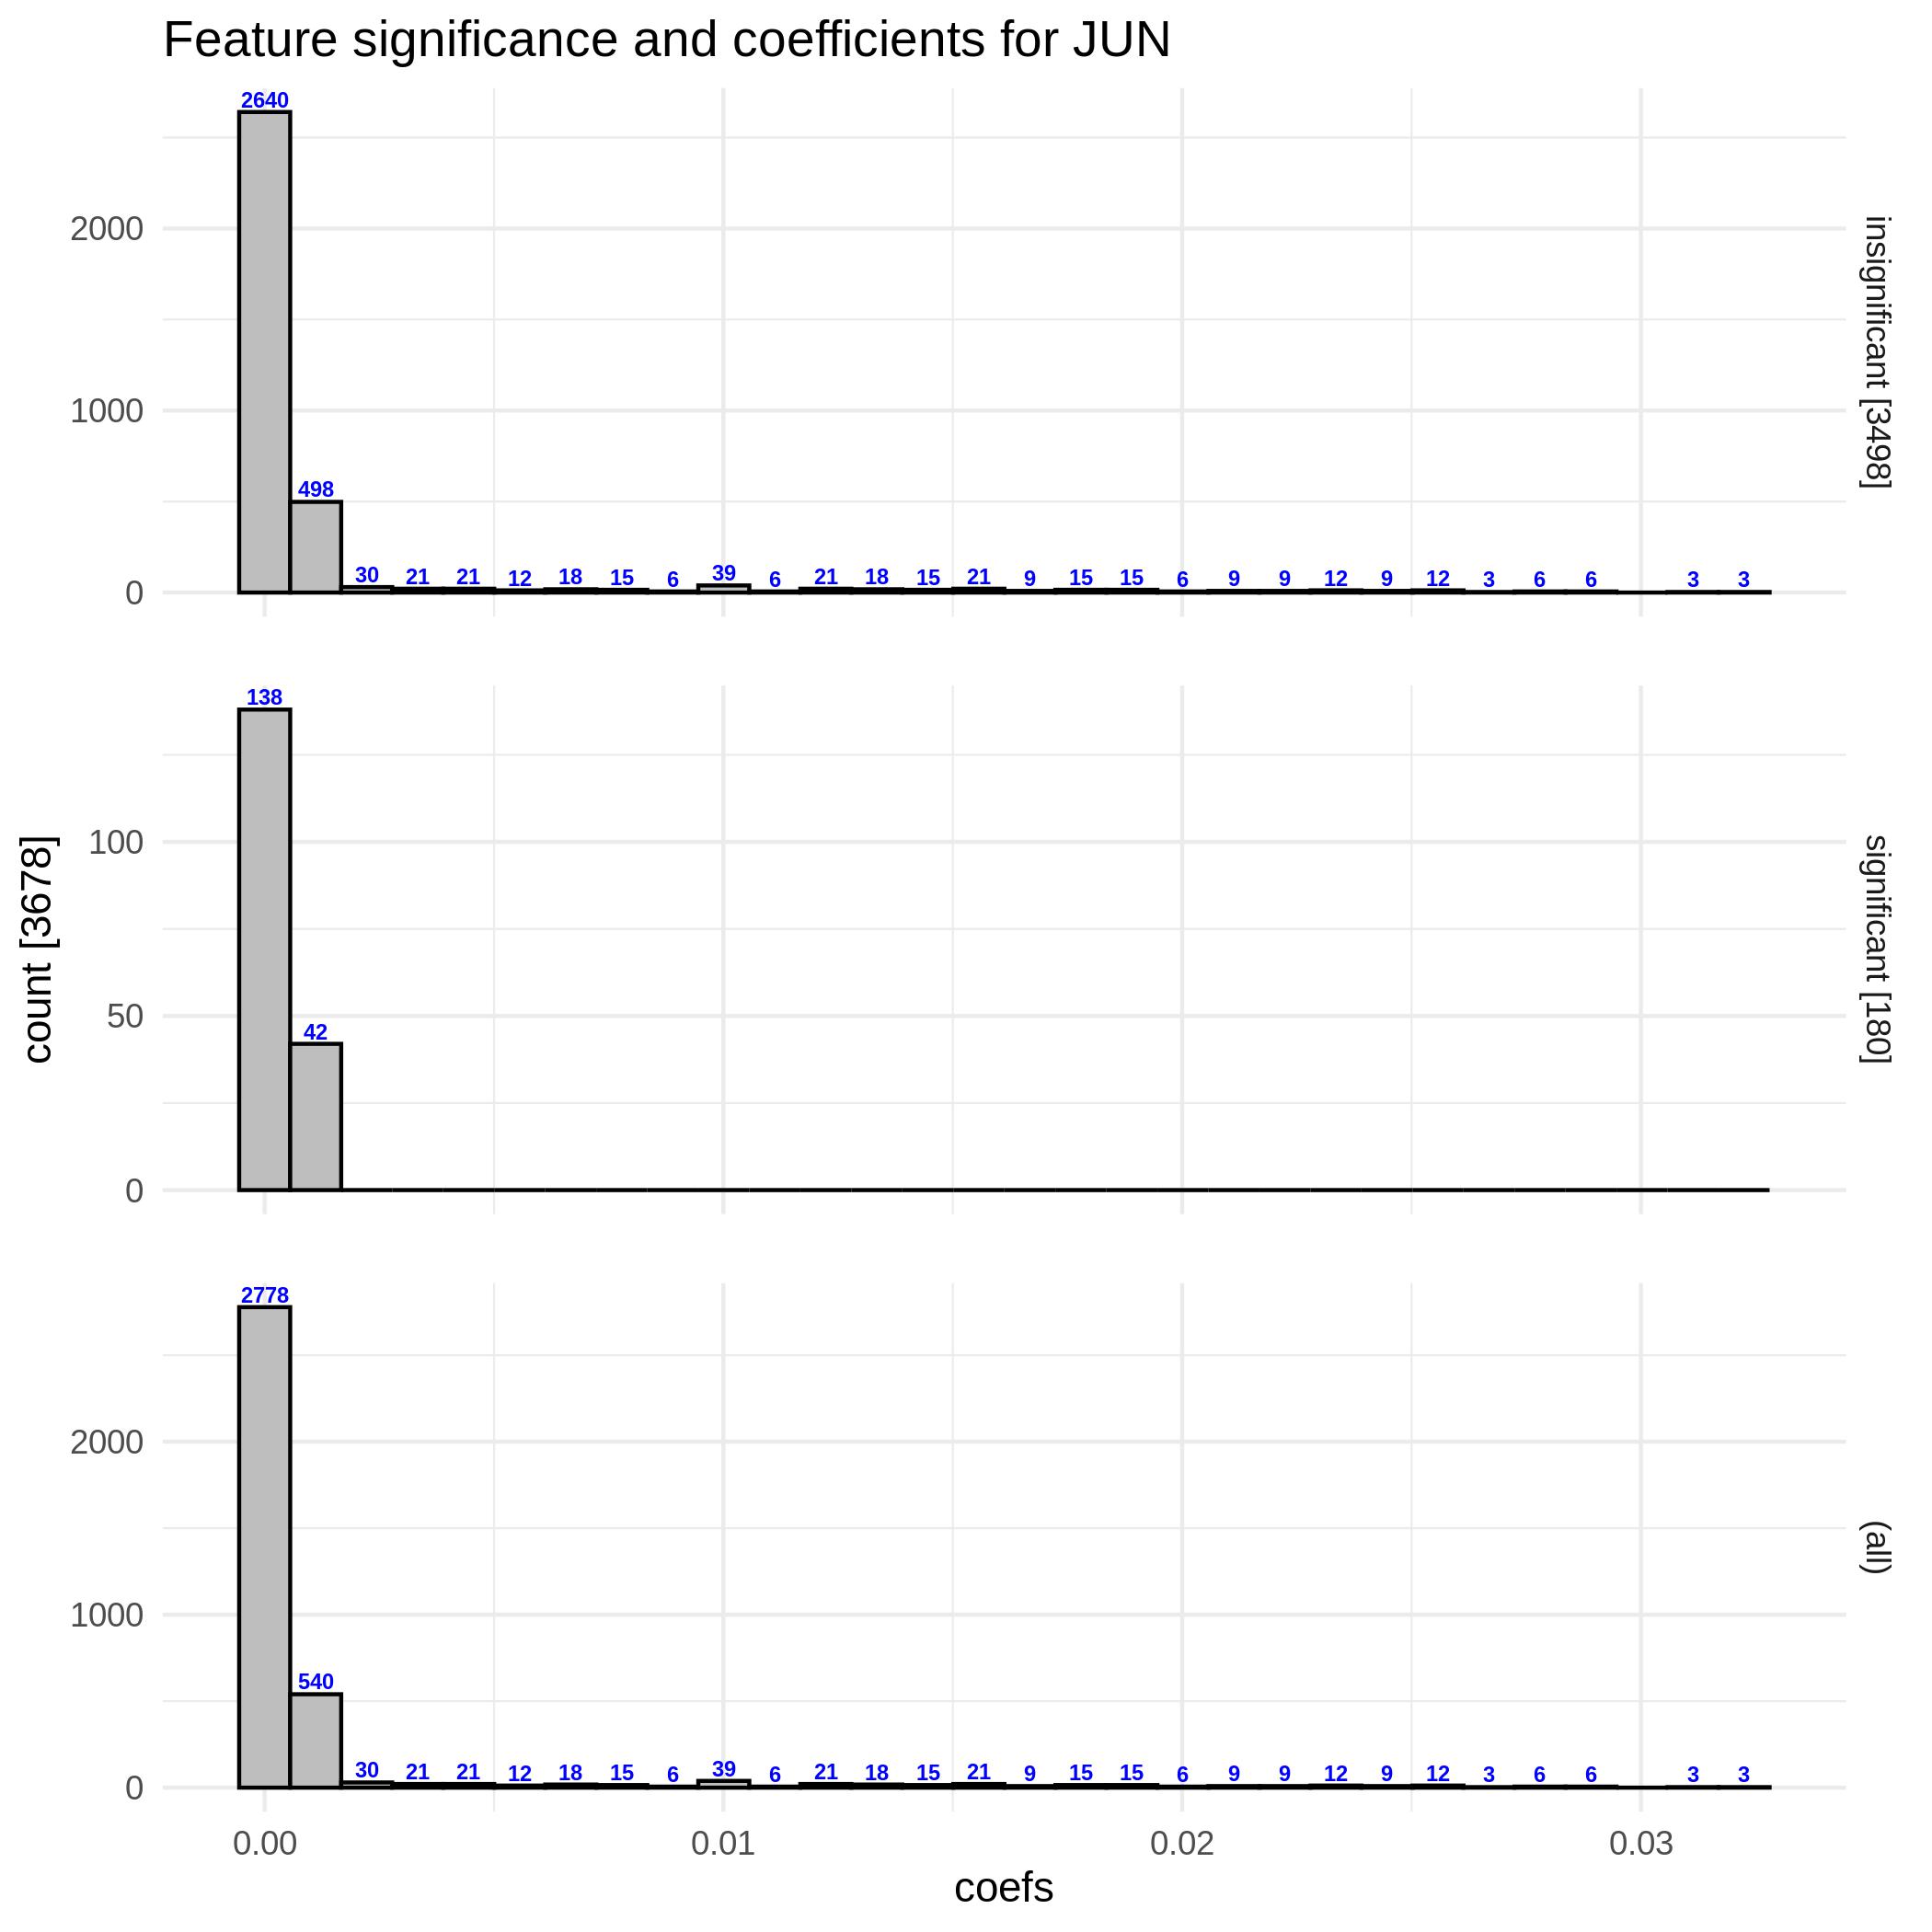 Feature significance and coefficients for JUN
2640
498
30 21 21 12 18 15 6 39 6 21 18 15 21 9 15 15 6 9 9 12 9 12 3 6 6 3 3
2000
1000
0
insignificant [3498]
count [3678]
138
42
100
50
0
significant [180]
2778
540
30 21 21 12 18 15 6 39 6 21 18 15 21 9 15 15 6 9 9 12 9 12 3 6 6 3 3
2000
1000
0
(all)
0.00 0.01 0.02 0.03
coefs